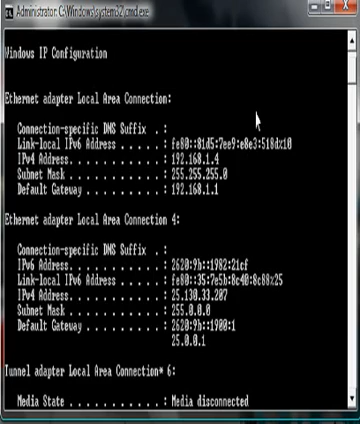 Administrator: C:\Windows\system32\cmd.exe
Windows IP Configuration
Ethernet adapter Local Area Connection:
Connection-specific DNS Suffix . :
Link-local IPv6 Address . . . . . : fe80::81d5:7ee9:e8e3:518d%10
IPv4 Address. . . . . . . . . . . : 192.168.1.4
Subnet Mask . . . . . . . . . . . : 255.255.255.0
Default Gateway . . . . . . . . . : 192.168.1.1
Ethernet adapter Local Area Connection 4:
Connection-specific DNS Suffix . :
IPv6 Address. . . . . . . . . . . : 2620:9b::1982:21cf
Link-local IPv6 Address . . . . . : fe80::35:7e5b:8c40:8c88%25
IPv4 Address. . . . . . . . . . . : 25.130.33.207
Subnet Mask . . . . . . . . . . . : 255.0.0.0
Default Gateway . . . . . . . . . : 2620:9b::1900:1
25.0.0.1
Tunnel adapter Local Area Connection* 6:
Media State . . . . . . . . . . . : Media disconnected